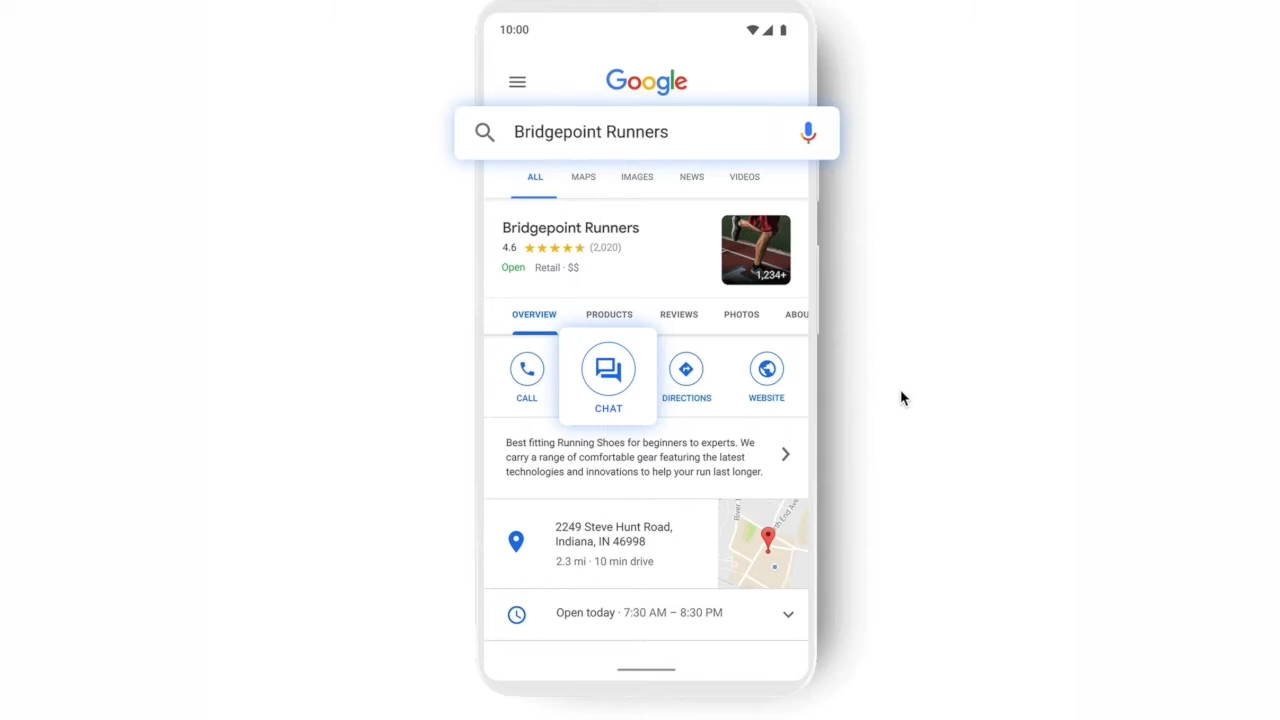 10:00
Google
Bridgepoint Runners
ALL MAPS IMAGES NEWS VIDEOS
Bridgepoint Runners
4.6 (2,020)
Open Retail · $$
1,234+
OVERVIEW PRODUCTS REVIEWS PHOTOS ABOU
CALL CHAT DIRECTIONS WEBSITE
Best fitting Running Shoes for beginners to experts. We
carry a range of comfortable gear featuring the latest
technologies and innovations to help your run last longer.
2249 Steve Hunt Road,
Indiana, IN 46998
2.3 mi · 10 min drive
River
th End Ave
Open today · 7:30 AM – 8:30 PM